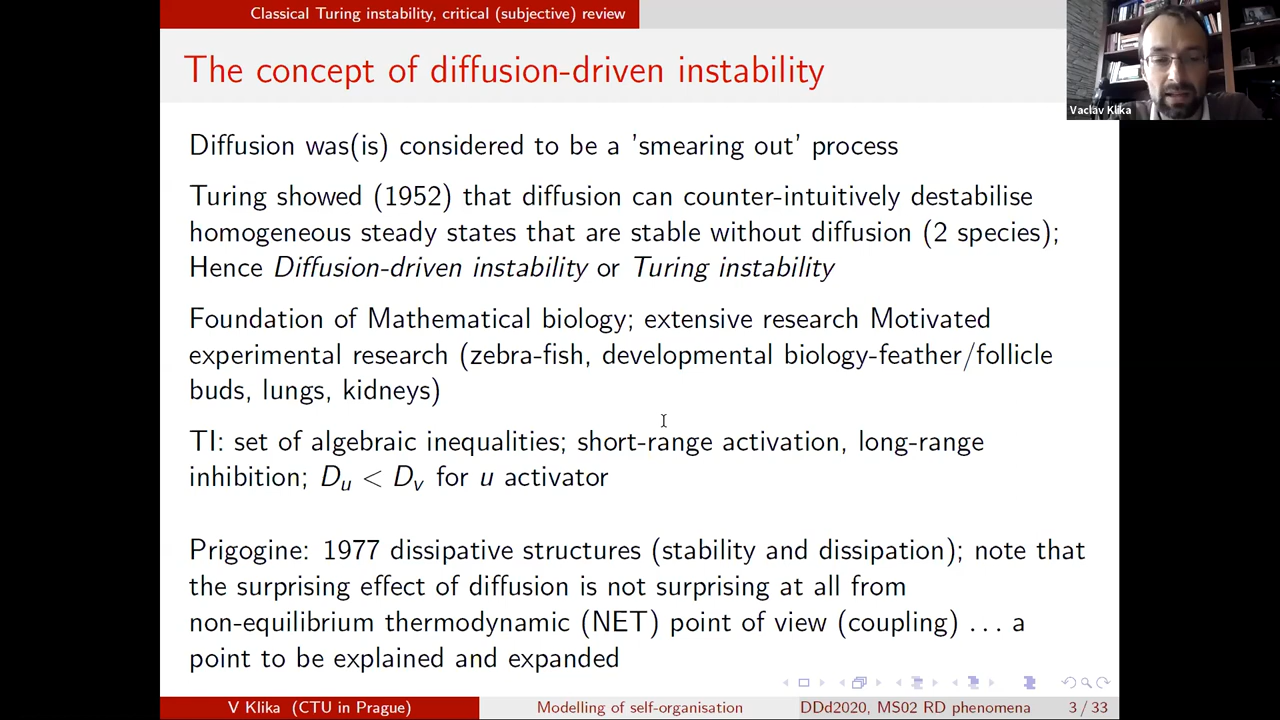 Classical Turing instability, critical (subjective) review
The concept of diffusion-driven instability
Vaclav Klika
Diffusion was(is) considered to be a 'smearing out' process
Turing showed (1952) that diffusion can counter-intuitively destabilise
homogeneous steady states that are stable without diffusion (2 species);
Hence Diffusion-driven instability or Turing instability
Foundation of Mathematical biology; extensive research Motivated
experimental research (zebra-fish, developmental biology-feather/follicle
buds, lungs, kidneys)
TI: set of algebraic inequalities; short-range activation, long-range
inhibition; D_u < D_v for u activator
Prigogine: 1977 dissipative structures (stability and dissipation); note that
the surprising effect of diffusion is not surprising at all from
non-equilibrium thermodynamic (NET) point of view (coupling) ... a
point to be explained and expanded
V Klika (CTU in Prague)
Modelling of self-organisation
DDd2020, MS02 RD phenomena
3 / 33